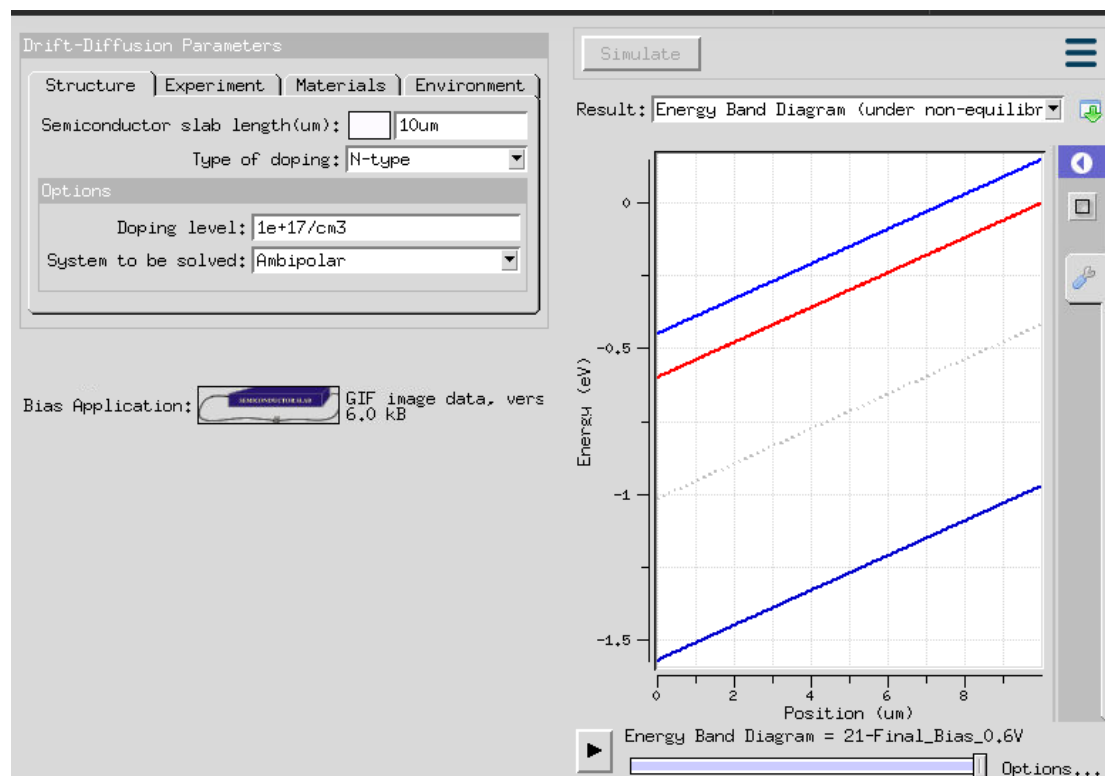 Drift-Diffusion Parameters
Structure Experiment Materials Environment
Semiconductor slab length(um): 10um
Type of doping: N-type
Options
Doping level: 1e+17/cm3
System to be solved: Ambipolar
Bias Application: SEMICONDUCTOR SLAB GIF image data, vers
6.0 kB
Simulate
Result: Energy Band Diagram (under non-equilibr
0
-0.5
-1
-1.5
Energy (eV)
0 2 4 6 8
Position (um)
Energy Band Diagram = 21-Final_Bias_0.6V
Options...